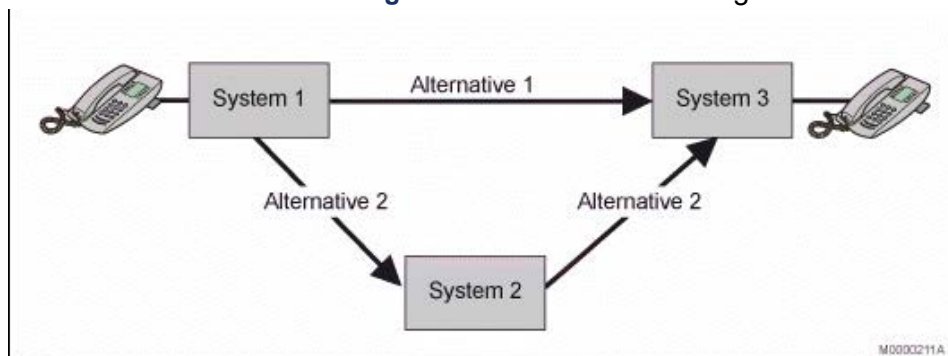 Alternative 1
System 1
System 3
Alternative 2
Alternative 2
System 2
M0000211A